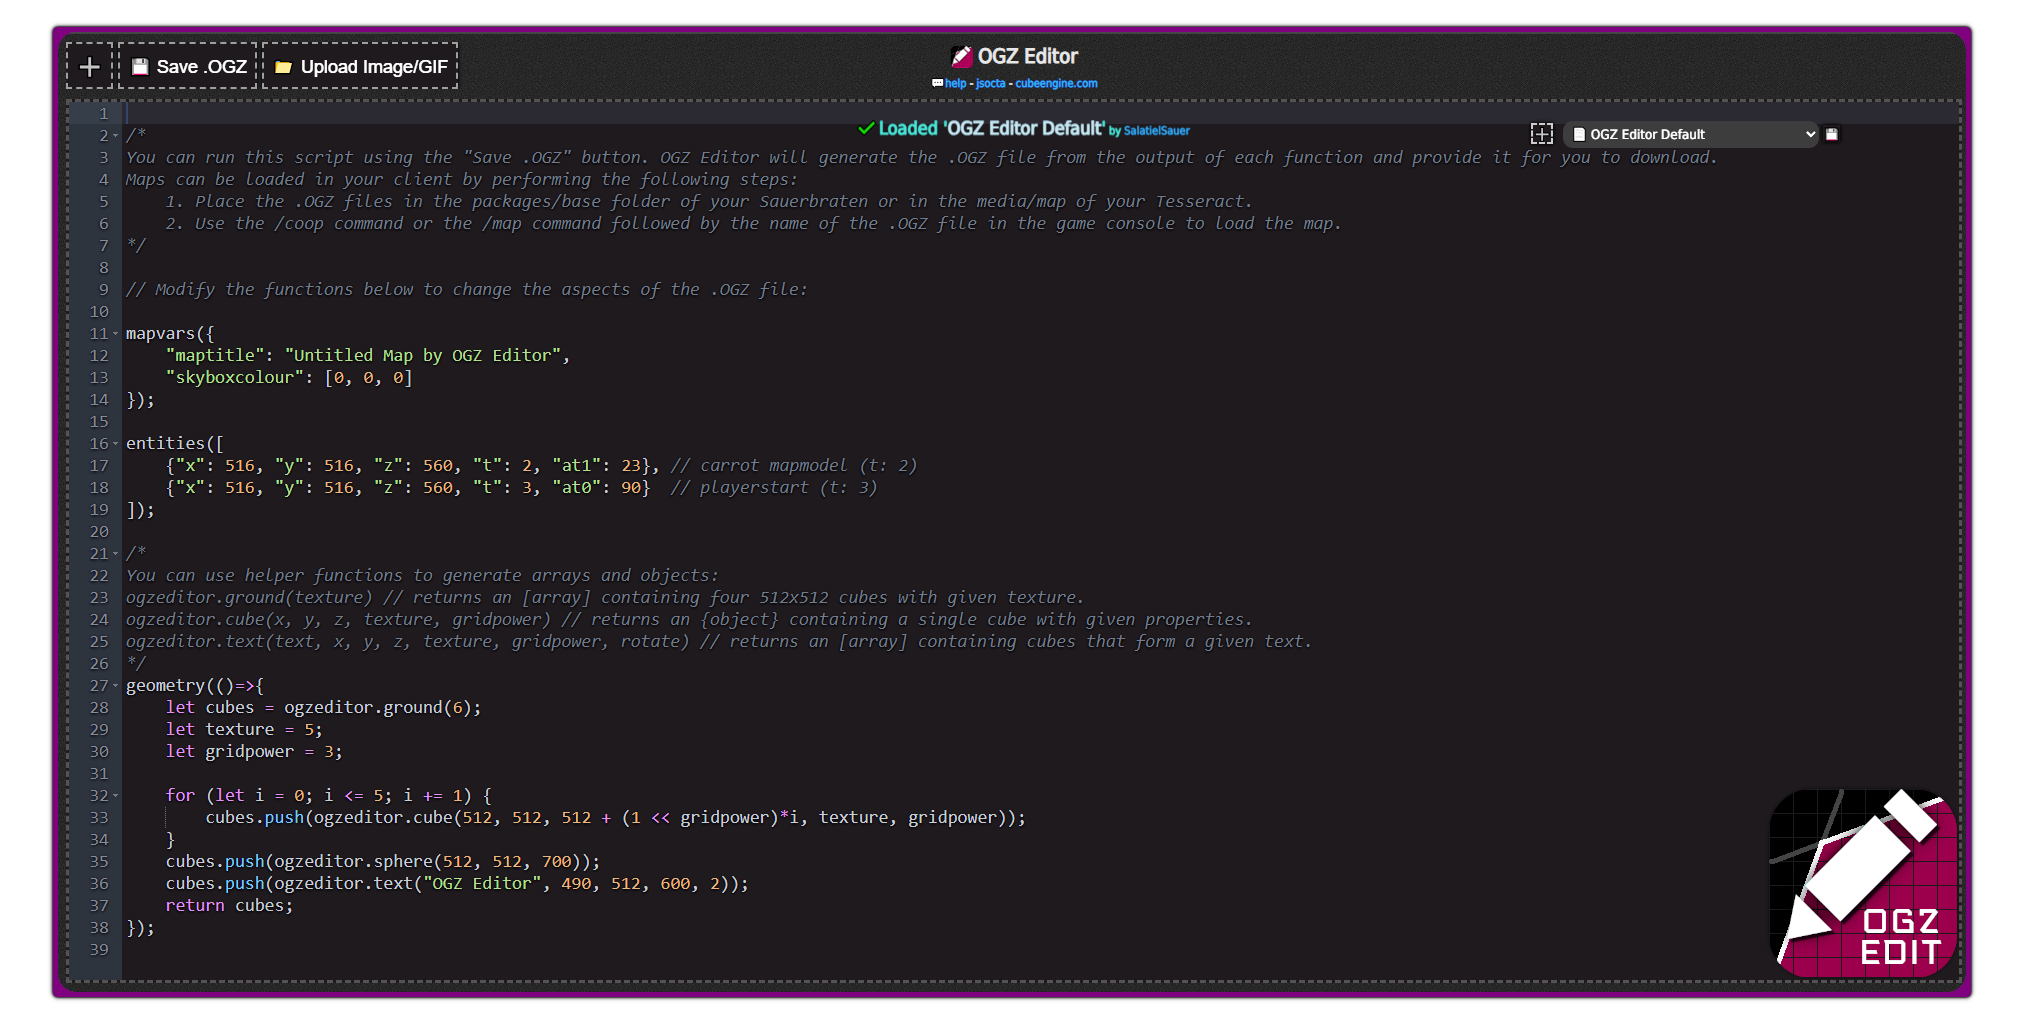 Save .OGZ
Upload Image/GIF
OGZ Editor
help - jsocta - cubeengine.com
Loaded 'OGZ Editor Default' by SalatielSauer
OGZ Editor Default
1
2 /*
3 You can run this script using the "Save .OGZ" button. OGZ Editor will generate the .OGZ file from the output of each function and provide it for you to download.
4 Maps can be loaded in your client by performing the following steps:
5     1. Place the .OGZ files in the packages/base folder of your Sauerbraten or in the media/map of your Tesseract.
6     2. Use the /coop command or the /map command followed by the name of the .OGZ file in the game console to load the map.
7 */
8
9 // Modify the functions below to change the aspects of the .OGZ file:
10
11 mapvars({
12     "maptitle": "Untitled Map by OGZ Editor",
13     "skyboxcolour": [0, 0, 0]
14 });
15
16 entities([
17     {"x": 516, "y": 516, "z": 560, "t": 2, "at1": 23}, // carrot mapmodel (t: 2)
18     {"x": 516, "y": 516, "z": 560, "t": 3, "at0": 90}  // playerstart (t: 3)
19 ]);
20
21 /*
22 You can use helper functions to generate arrays and objects:
23 ogzeditor.ground(texture) // returns an [array] containing four 512x512 cubes with given texture.
24 ogzeditor.cube(x, y, z, texture, gridpower) // returns an {object} containing a single cube with given properties.
25 ogzeditor.text(text, x, y, z, texture, gridpower, rotate) // returns an [array] containing cubes that form a given text.
26 */
27 geometry(()=>{
28     let cubes = ogzeditor.ground(6);
29     let texture = 5;
30     let gridpower = 3;
31
32     for (let i = 0; i <= 5; i += 1) {
33         cubes.push(ogzeditor.cube(512, 512, 512 + (1 << gridpower)*i, texture, gridpower));
34     }
35     cubes.push(ogzeditor.sphere(512, 512, 700));
36     cubes.push(ogzeditor.text("OGZ Editor", 490, 512, 600, 2));
37     return cubes;
38 });
39
OGZ
EDIT